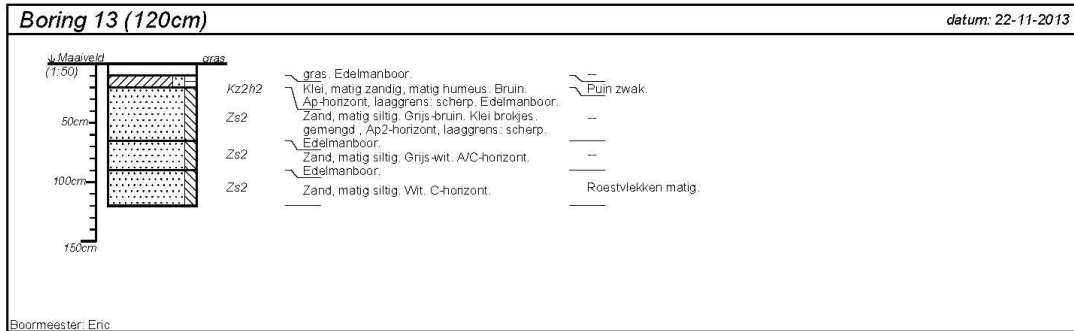 Boring 13 (120cm)
datum: 22-11-2013
↓ Maaiveld
gras
(1:50)
gras. Edelmanboor.
--
Kz2h2
Klei, matig zandig, matig humeus. Bruin.
Puin zwak.
Ap-horizont, laaggrens: scherp. Edelmanboor.
Zs2
Zand, matig siltig. Grijs-bruin. Klei brokjes.
--
50cm
gemengd , Ap2-horizont, laaggrens: scherp.
Edelmanboor.
Zs2
Zand, matig siltig. Grijs-wit. A/C-horizont.
--
Edelmanboor.
100cm
Zs2
Zand, matig siltig. Wit. C-horizont.
Roestvlekken matig.
150cm
Boormeester: Eric